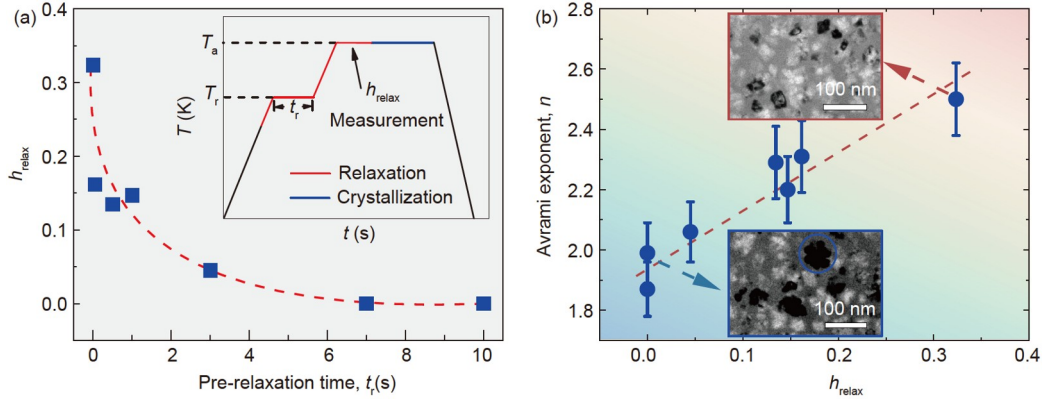 (a)
0.4
0.3
0.2
0.1
0.0
h_relax
0
2
4
6
8
10
Pre-relaxation time, t_r(s)
T_a
T_r
t_r
h_relax
Measurement
Relaxation
Crystallization
T (K)
t (s)
(b)
2.8
2.6
2.4
2.2
2.0
1.8
Avrami exponent, n
100 nm
100 nm
0.0
0.1
0.2
0.3
0.4
h_relax